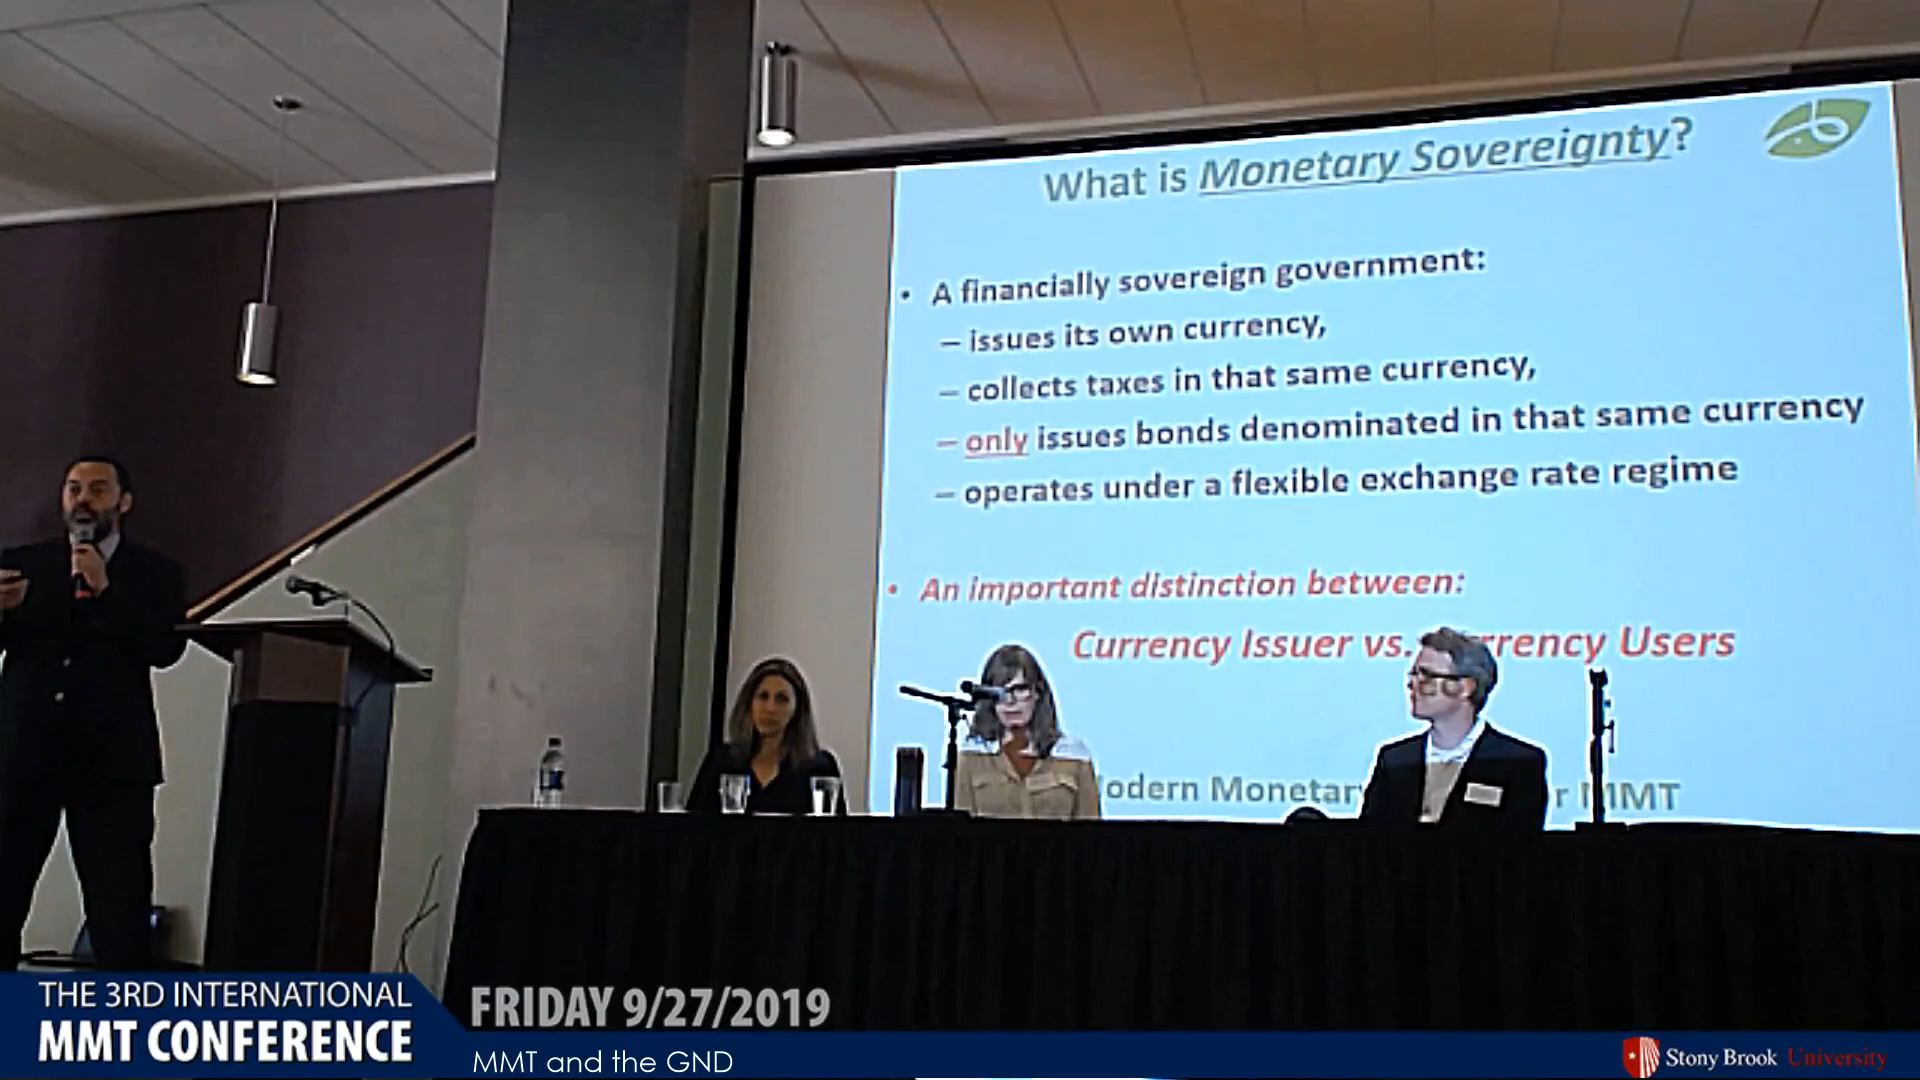 What is Monetary Sovereignty?
• A financially sovereign government:
– issues its own currency,
– collects taxes in that same currency,
– only issues bonds denominated in that same currency
– operates under a flexible exchange rate regime
• An important distinction between:
Currency Issuer vs. rrency Users
odern Monetary r MMT
THE 3RD INTERNATIONAL
MMT CONFERENCE
FRIDAY 9/27/2019
MMT and the GND
Stony Brook University